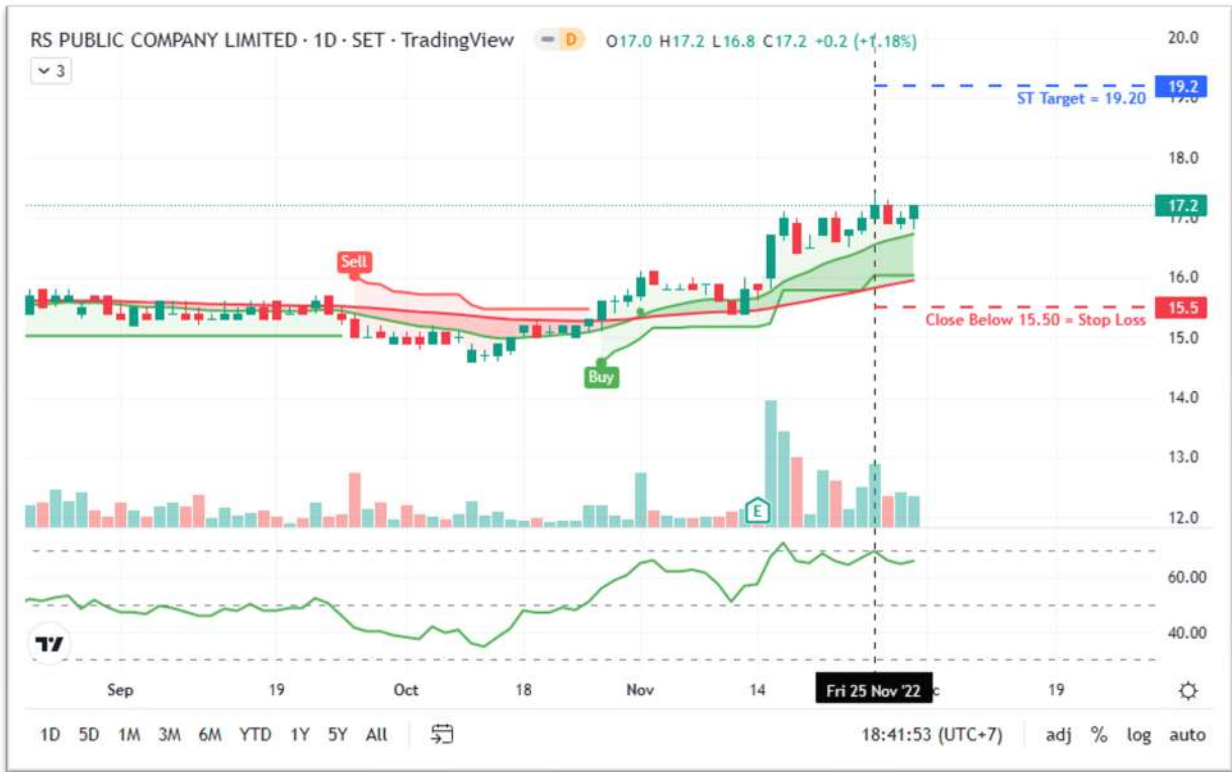 RS PUBLIC COMPANY LIMITED · 1D · SET · TradingView D O17.0 H17.2 L16.8 C17.2 +0.2 (+1.18%)
3
20.0
19.2
ST Target = 19.20
19.0
18.0
17.2
17.0
Sell
16.0
15.5
Close Below 15.50 = Stop Loss
15.0
Buy
14.0
13.0
E
12.0
60.00
40.00
Sep 19 Oct 18 Nov 14 Fri 25 Nov '22 c 19
1D 5D 1M 3M 6M YTD 1Y 5Y All 18:41:53 (UTC+7) adj % log auto